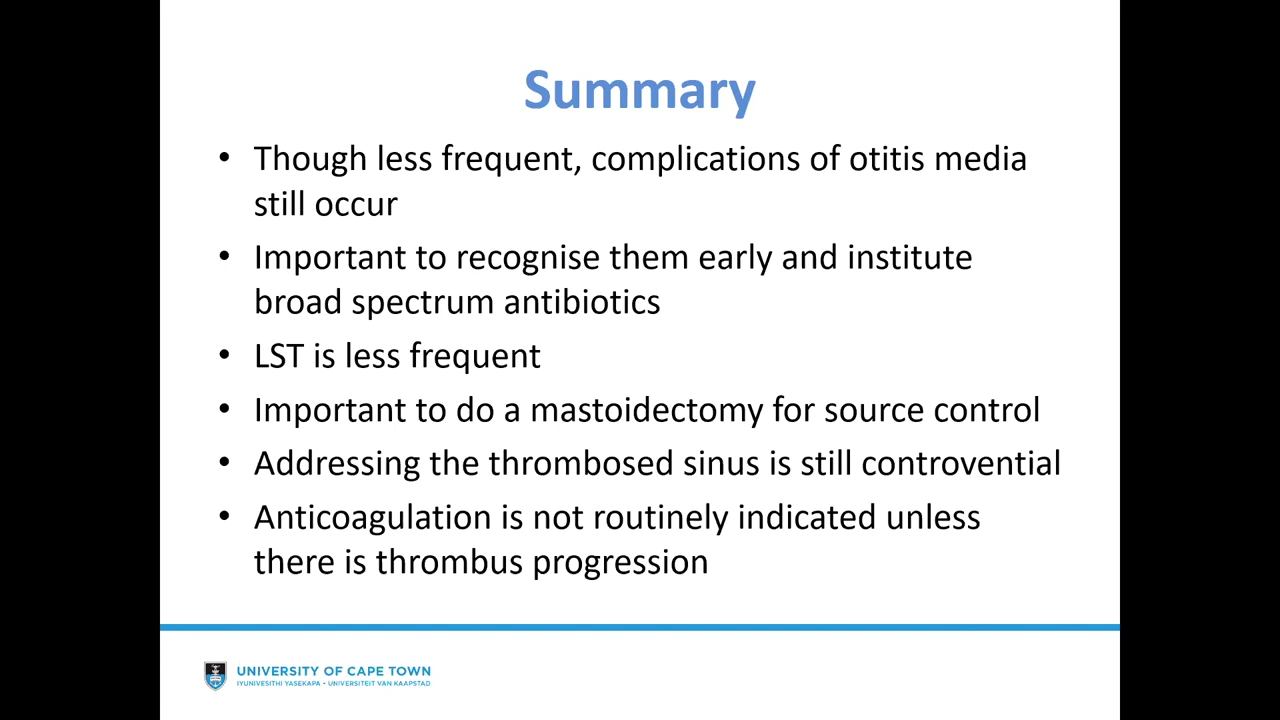 Summary
• Though less frequent, complications of otitis media
still occur
• Important to recognise them early and institute
broad spectrum antibiotics
• LST is less frequent
• Important to do a mastoidectomy for source control
• Addressing the thrombosed sinus is still controvential
• Anticoagulation is not routinely indicated unless
there is thrombus progression
UNIVERSITY OF CAPE TOWN
IYUNIVESITHI YASEKAPA • UNIVERSITEIT VAN KAAPSTAD